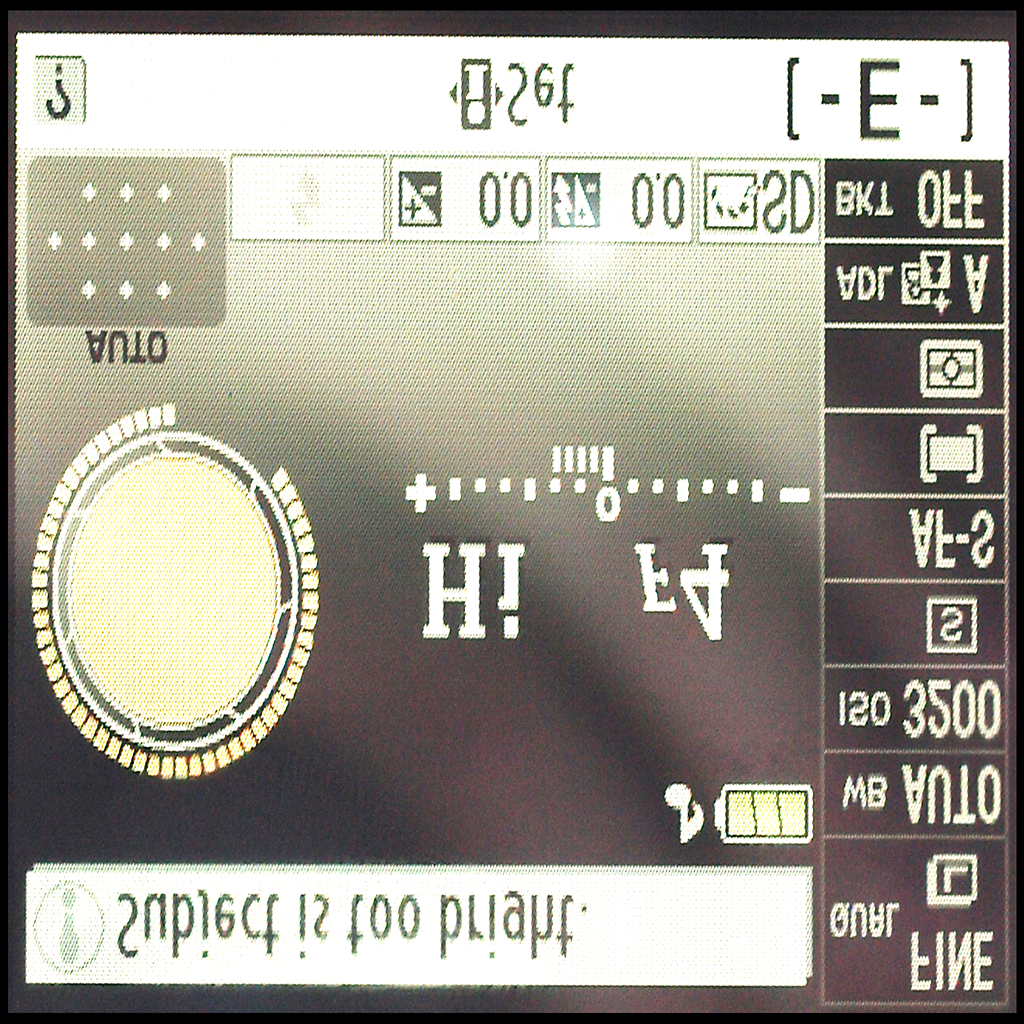 Subject is too bright.
FINE
QUAL
L
WB AUTO
ISO 3200
S
AF-S
Hi F4
+ 0 -
AUTO
ADL A
BKT OFF
0.0 0.0 SD
? Set [-E-]